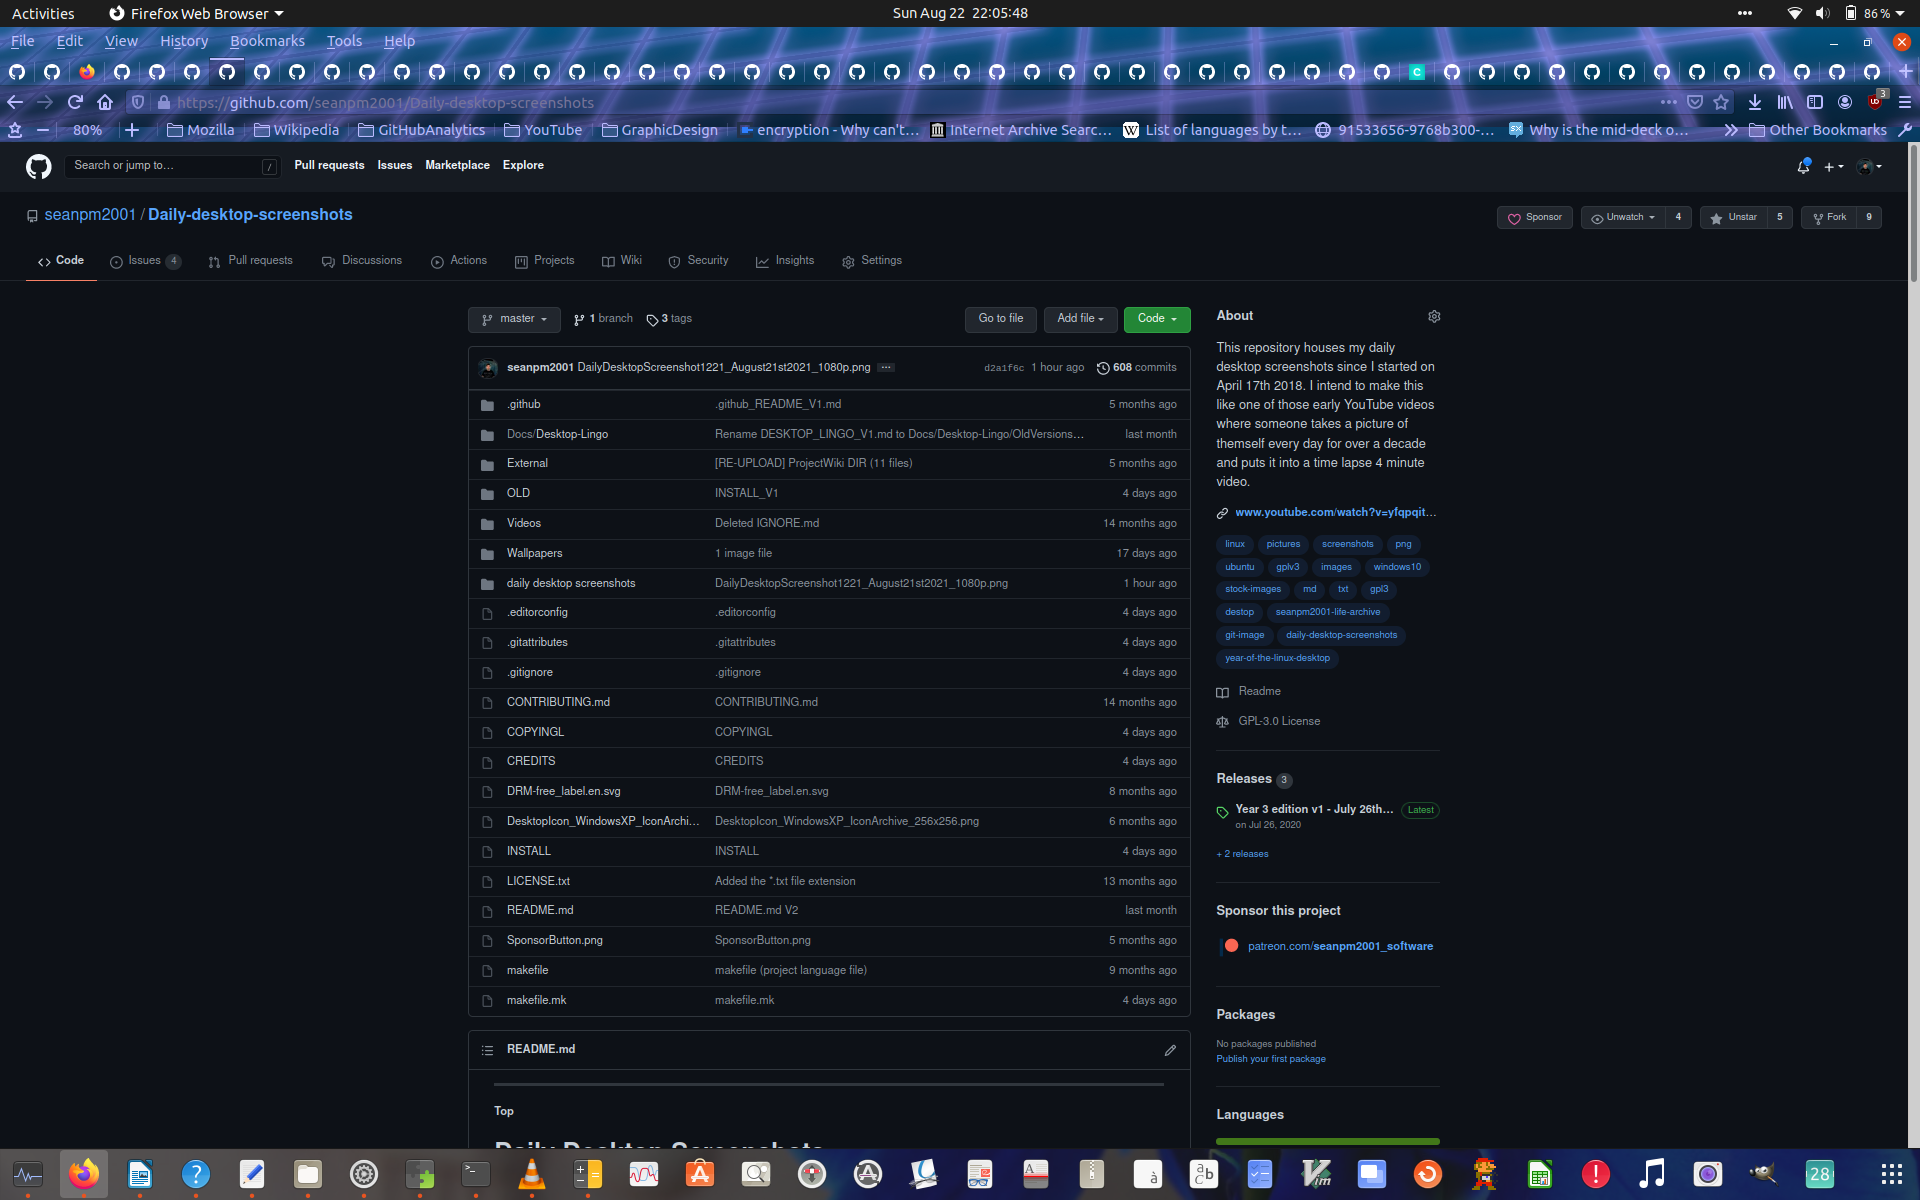 Activities Firefox Web Browser Sun Aug 22 22:05:48 86 %
File Edit View History Bookmarks Tools Help
https://github.com/seanpm2001/Daily-desktop-screenshots 3
80% Mozilla Wikipedia GitHubAnalytics YouTube GraphicDesign encryption - Why can't… Internet Archive Searc… List of languages by t… 91533656-9768b300-… Why is the mid-deck o… Other Bookmarks
Search or jump to… / Pull requests Issues Marketplace Explore
seanpm2001 / Daily-desktop-screenshots Sponsor Unwatch 4 Unstar 5 Fork 9
Code Issues 4 Pull requests Discussions Actions Projects Wiki Security Insights Settings
master 1 branch 3 tags Go to file Add file Code
seanpm2001 DailyDesktopScreenshot1221_August21st2021_1080p.png ··· d2a1f6c 1 hour ago 608 commits
.github .github_README_V1.md 5 months ago
Docs/Desktop-Lingo Rename DESKTOP_LINGO_V1.md to Docs/Desktop-Lingo/OldVersions… last month
External [RE-UPLOAD] ProjectWiki DIR (11 files) 5 months ago
OLD INSTALL_V1 4 days ago
Videos Deleted IGNORE.md 14 months ago
Wallpapers 1 image file 17 days ago
daily desktop screenshots DailyDesktopScreenshot1221_August21st2021_1080p.png 1 hour ago
.editorconfig .editorconfig 4 days ago
.gitattributes .gitattributes 4 days ago
.gitignore .gitignore 4 days ago
CONTRIBUTING.md CONTRIBUTING.md 14 months ago
COPYINGL COPYINGL 4 days ago
CREDITS CREDITS 4 days ago
DRM-free_label.en.svg DRM-free_label.en.svg 8 months ago
DesktopIcon_WindowsXP_IconArchi… DesktopIcon_WindowsXP_IconArchive_256x256.png 6 months ago
INSTALL INSTALL 4 days ago
LICENSE.txt Added the *.txt file extension 13 months ago
README.md README.md V2 last month
SponsorButton.png SponsorButton.png 5 months ago
makefile makefile (project language file) 9 months ago
makefile.mk makefile.mk 4 days ago
README.md
Top
Daily Desktop Screenshots
About
This repository houses my daily
desktop screenshots since I started on
April 17th 2018. I intend to make this
like one of those early YouTube videos
where someone takes a picture of
themself every day for over a decade
and puts it into a time lapse 4 minute
video.
www.youtube.com/watch?v=yfqpqit…
linux pictures screenshots png
ubuntu gplv3 images windows10
stock-images md txt gpl3
destop seanpm2001-life-archive
git-image daily-desktop-screenshots
year-of-the-linux-desktop
Readme
GPL-3.0 License
Releases 3
Year 3 edition v1 - July 26th… Latest
on Jul 26, 2020
+ 2 releases
Sponsor this project
patreon.com/seanpm2001_software
Packages
No packages published
Publish your first package
Languages
28